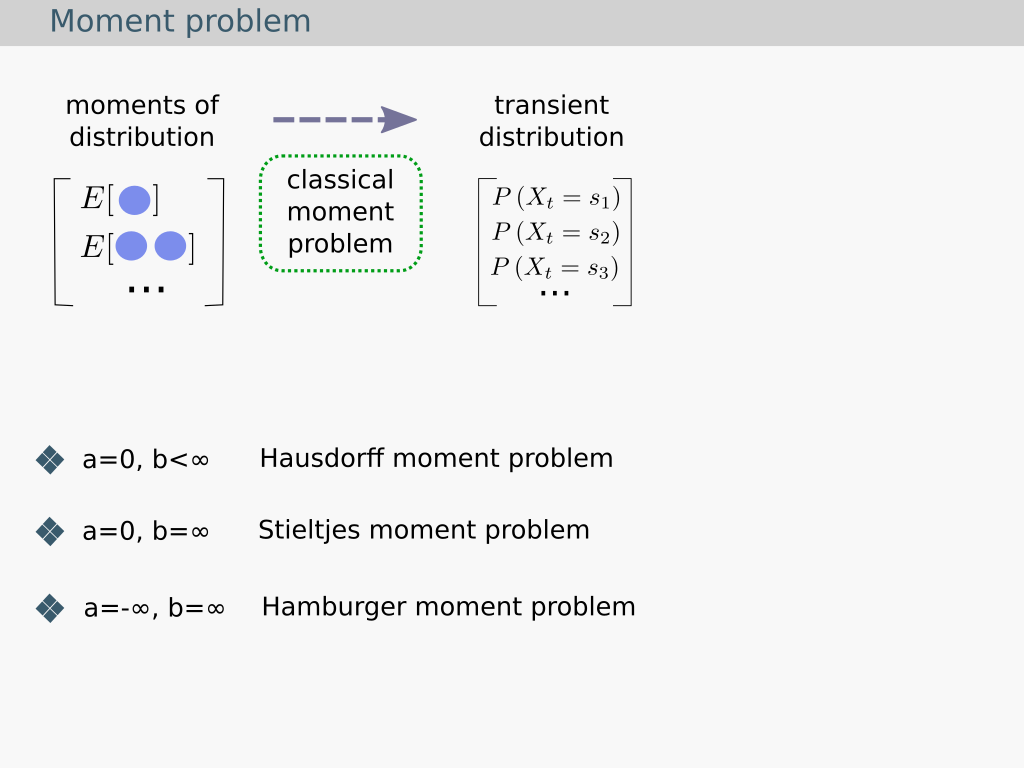 Moment problem
moments of
distribution
E[ ]
E[ ]
...
classical
moment
problem
transient
distribution
P (X_t = s_1)
P (X_t = s_2)
P (X_t = s_3)
...
a=0, b<∞ Hausdorff moment problem
a=0, b=∞ Stieltjes moment problem
a=-∞, b=∞ Hamburger moment problem